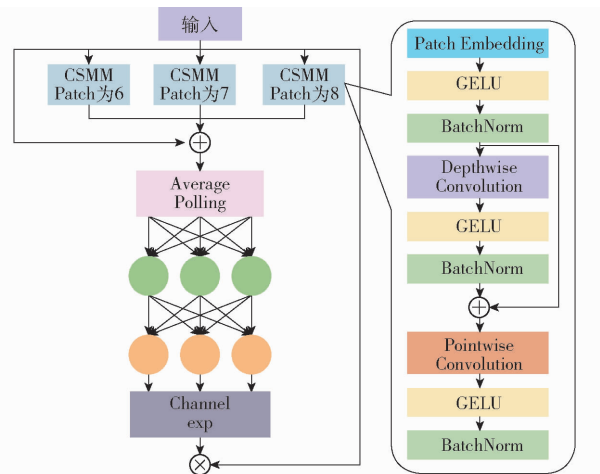 输入
CSMM
Patch为6
CSMM
Patch为7
CSMM
Patch为8
Average
Polling
Channel
exp
Patch Embedding
GELU
BatchNorm
Depthwise
Convolution
GELU
BatchNorm
Pointwise
Convolution
GELU
BatchNorm